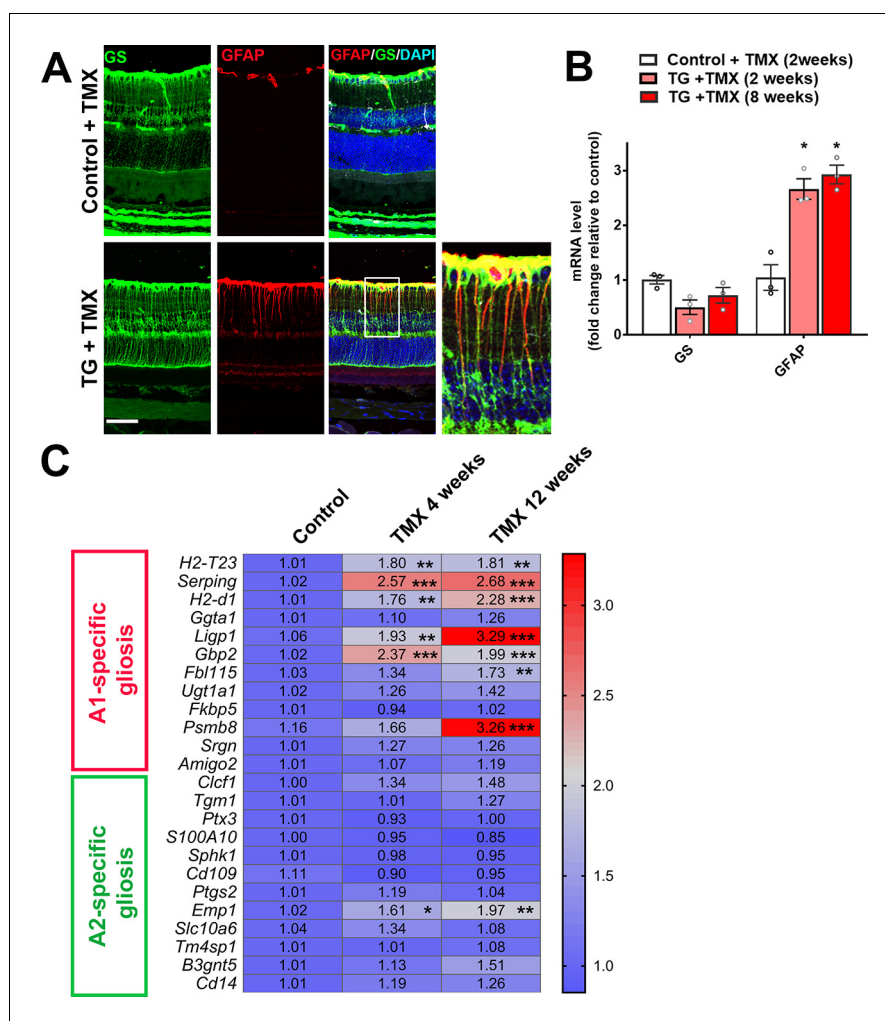 A
GS
GFAP
GFAP/GS/DAPI
Control + TMX
TG + TMX
B
Control + TMX (2weeks)
TG +TMX (2 weeks)
TG +TMX (8 weeks)
mRNA level
(fold change relative to control)
3
2
1
0
* *
GS
GFAP
C
Control
TMX 4 weeks
TMX 12 weeks
A1-specific
gliosis
A2-specific
gliosis
H2-T23 1.01 1.80 ** 1.81 **
Serping 1.02 2.57 *** 2.68 ***
H2-d1 1.01 1.76 ** 2.28 ***
Ggta1 1.01 1.10 1.26
Ligp1 1.06 1.93 ** 3.29 ***
Gbp2 1.02 2.37 *** 1.99 ***
Fbl115 1.03 1.34 1.73 **
Ugt1a1 1.02 1.26 1.42
Fkbp5 1.01 0.94 1.02
Psmb8 1.16 1.66 3.26 ***
Srgn 1.01 1.27 1.26
Amigo2 1.01 1.07 1.19
Clcf1 1.00 1.34 1.48
Tgm1 1.01 1.01 1.27
Ptx3 1.01 0.93 1.00
S100A10 1.00 0.95 0.85
Sphk1 1.01 0.98 0.95
Cd109 1.11 0.90 0.95
Ptgs2 1.01 1.19 1.04
Emp1 1.02 1.61 * 1.97 **
Slc10a6 1.04 1.34 1.08
Tm4sp1 1.01 1.01 1.08
B3gnt5 1.01 1.13 1.51
Cd14 1.01 1.19 1.26
3.0
2.5
2.0
1.5
1.0